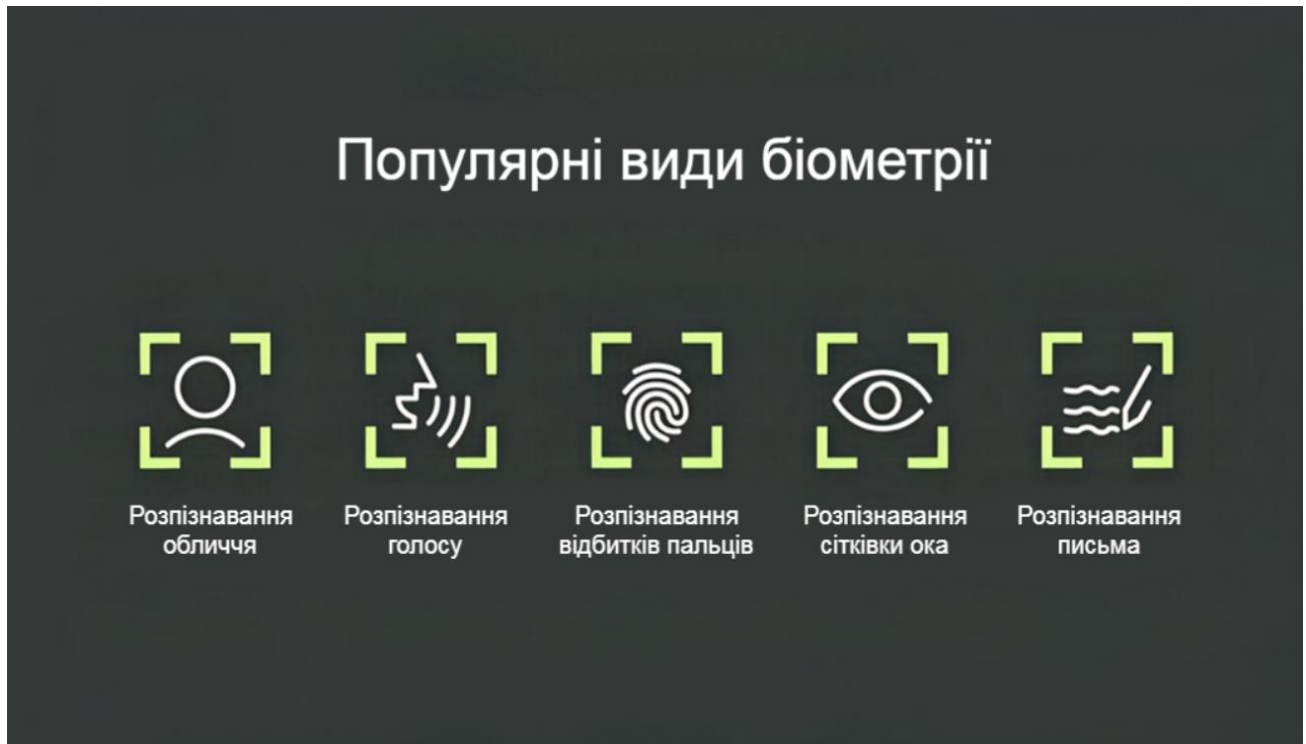 Популярні види біометрії
Розпізнавання
обличчя
Розпізнавання
голосу
Розпізнавання
відбитків пальців
Розпізнавання
сітківки ока
Розпізнавання
письма